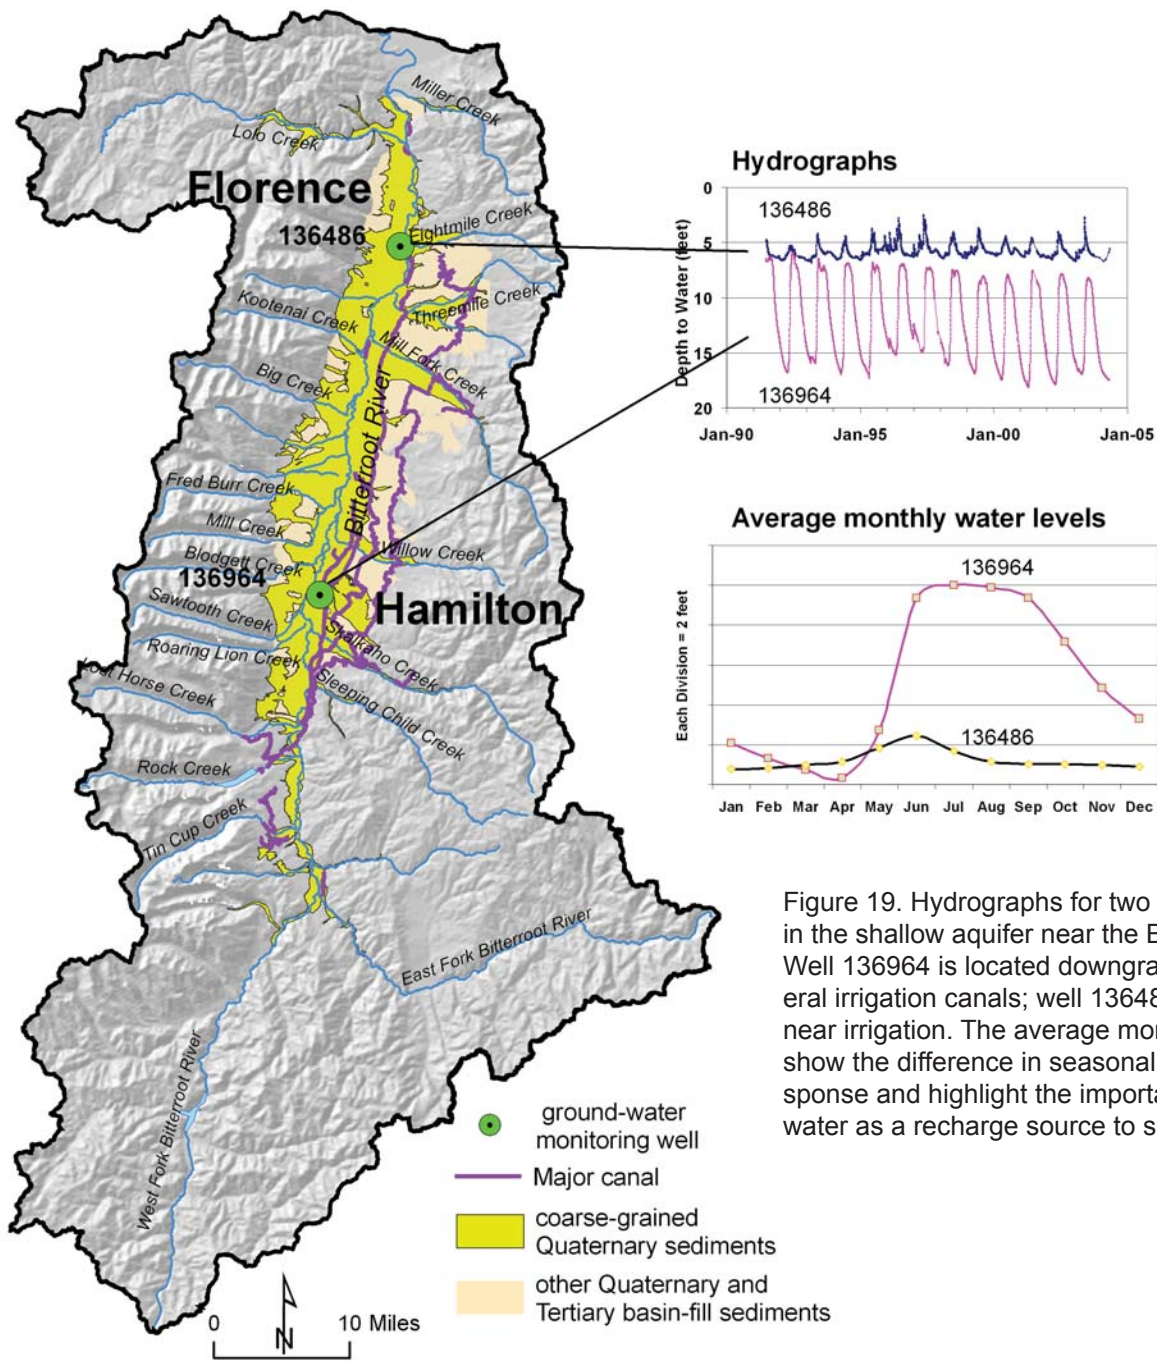 Miller Creek
Lolo Creek
Florence
136486
Eightmile Creek
Kootenai Creek
Threemile Creek
Mill Fork Creek
Big Creek
Bitterroot River
Fred Burr Creek
Mill Creek
Willow Creek
Blodgett Creek
136964
Hamilton
Sawtooth Creek
Skalkaho Creek
Roaring Lion Creek
Lost Horse Creek
Sleeping Child Creek
Rock Creek
Tin Cup Creek
East Fork Bitterroot River
West Fork Bitterroot River
0 10 Miles
N
ground-water
monitoring well
Major canal
coarse-grained
Quaternary sediments
other Quaternary and
Tertiary basin-fill sediments
Hydrographs
Depth to Water (feet)
0
5
10
15
20
136486
136964
Jan-90 Jan-95 Jan-00 Jan-05
Average monthly water levels
Each Division = 2 feet
136964
136486
Jan Feb Mar Apr May Jun Jul Aug Sep Oct Nov Dec
Figure 19. Hydrographs for two
in the shallow aquifer near the
Well 136964 is located downgra
eral irrigation canals; well 13648
near irrigation. The average mon
show the difference in seasonal
sponse and highlight the importa
water as a recharge source to s